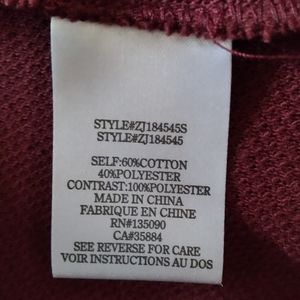 STYLE#ZJ184545S
STYLE#ZJ184545
SELF:60%COTTON
40%POLYESTER
CONTRAST:100%POLYESTER
MADE IN CHINA
FABRIQUE EN CHINE
RN#135090
CA#35884
SEE REVERSE FOR CARE
VOIR INSTRUCTIONS AU DOS